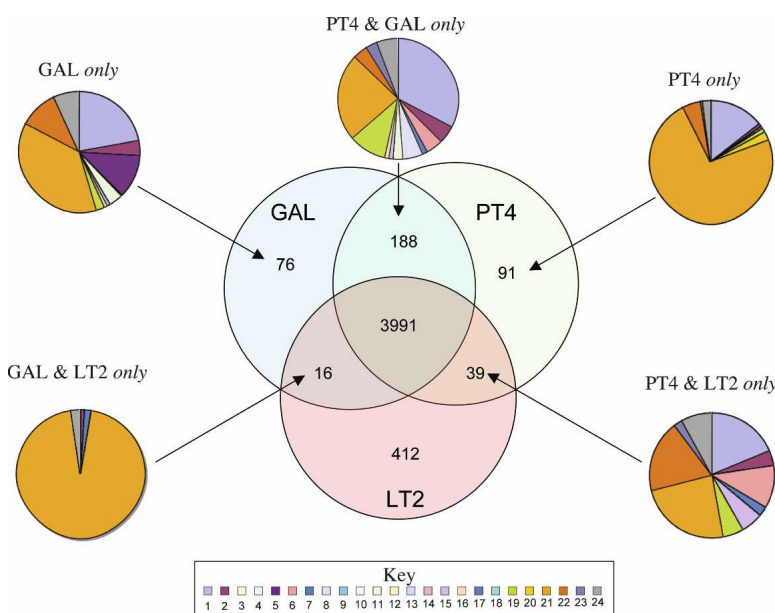 PT4 & GAL only
GAL only
PT4 only
GAL
PT4
188
76
91
3991
GAL & LT2 only
16
39
PT4 & LT2 only
412
LT2
Key
1 2 3 4 5 6 7 8 9 10 11 12 13 14 15 16 17 18 19 20 21 22 23 24